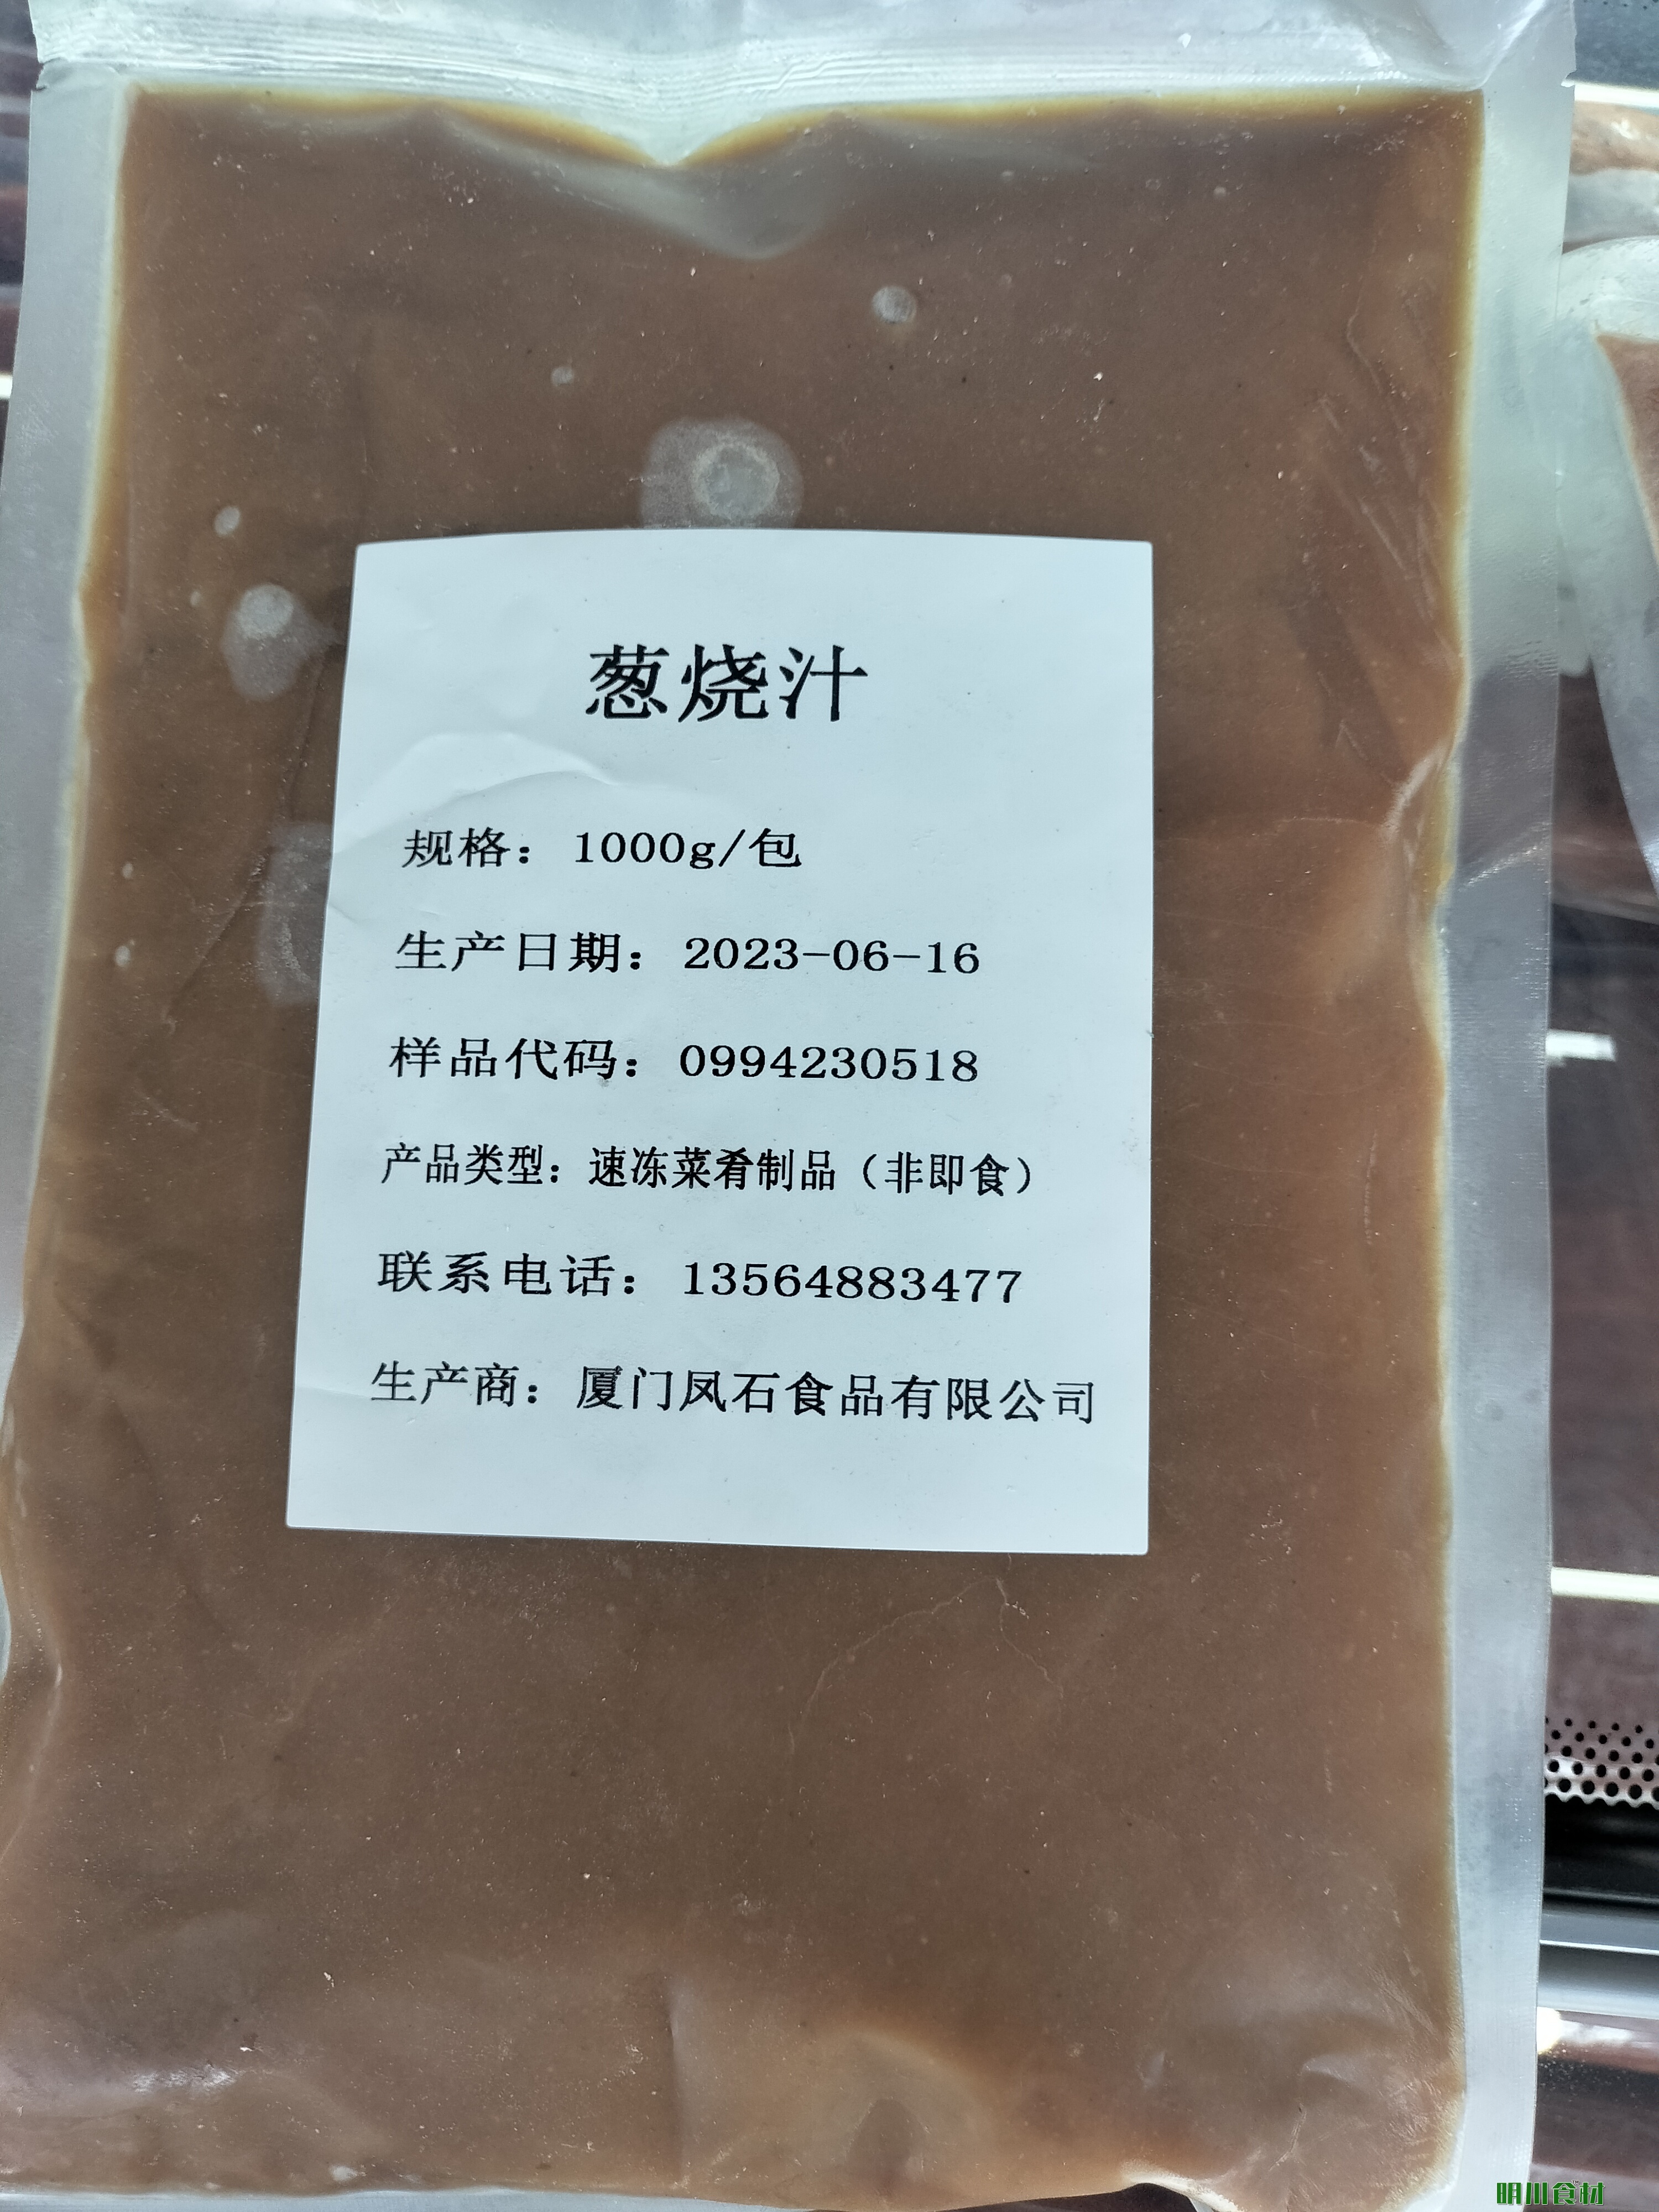 葱烧汁
规格：1000g/包
生产日期：2023-06-16
样品代码：0994230518
产品类型：速冻菜肴制品（非即食）
联系电话：13564883477
生产商：厦门凤石食品有限公司
明川食材